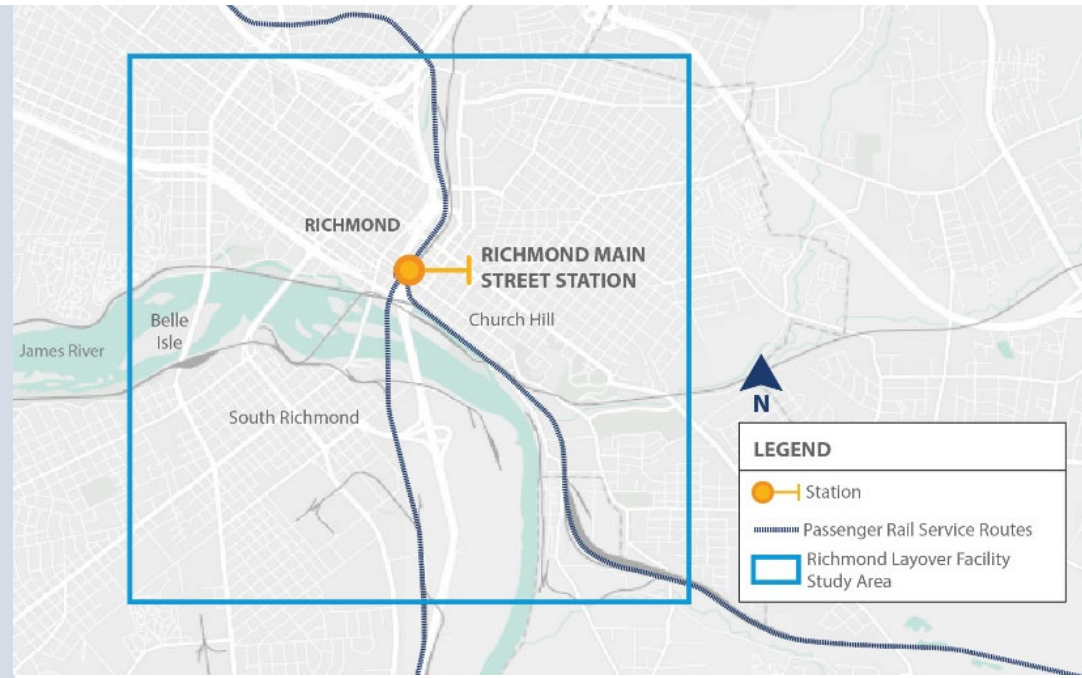 RICHMOND
RICHMOND MAIN
STREET STATION
Belle
Isle
Church Hill
James River
South Richmond
N
LEGEND
Station
Passenger Rail Service Routes
Richmond Layover Facility
Study Area